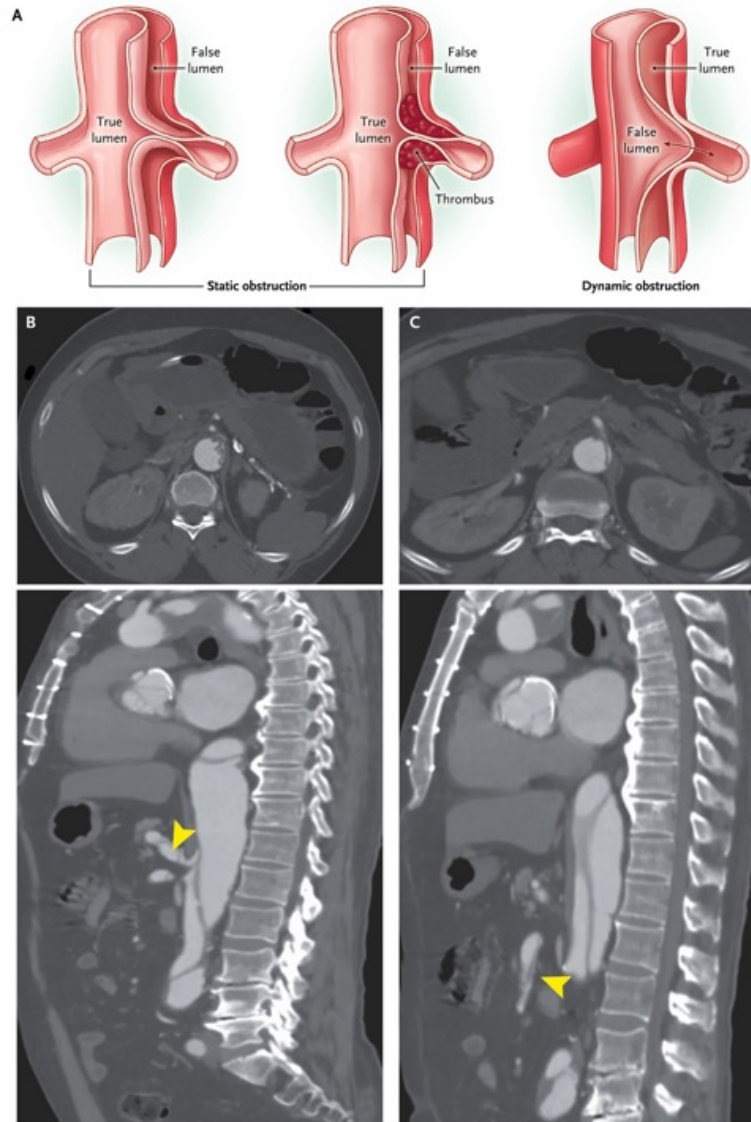 A
False
lumen
True
lumen
False
lumen
True
lumen
Thrombus
True
lumen
False
lumen
Static obstruction
Dynamic obstruction
B
C